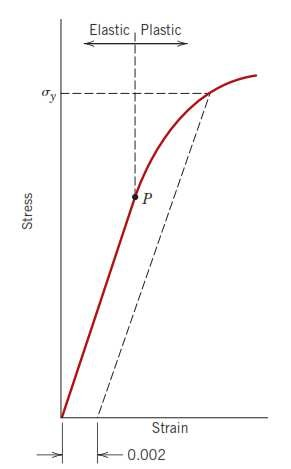 Elastic Plastic
σy
P
Stress
Strain
0.002